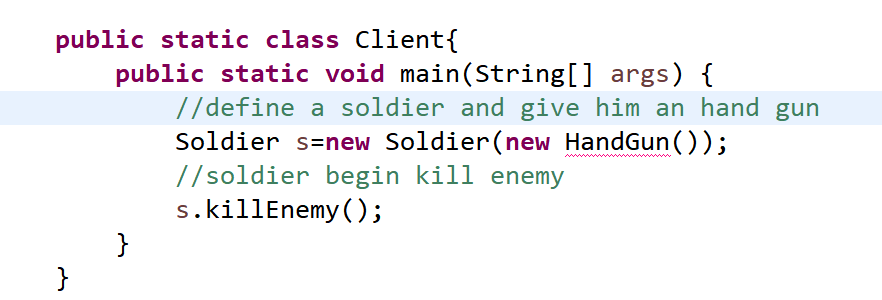 public static class Client{
public static void main(String[] args) {
//define a soldier and give him an hand gun
Soldier s=new Soldier(new HandGun());
//soldier begin kill enemy
s.killEnemy();
}
}